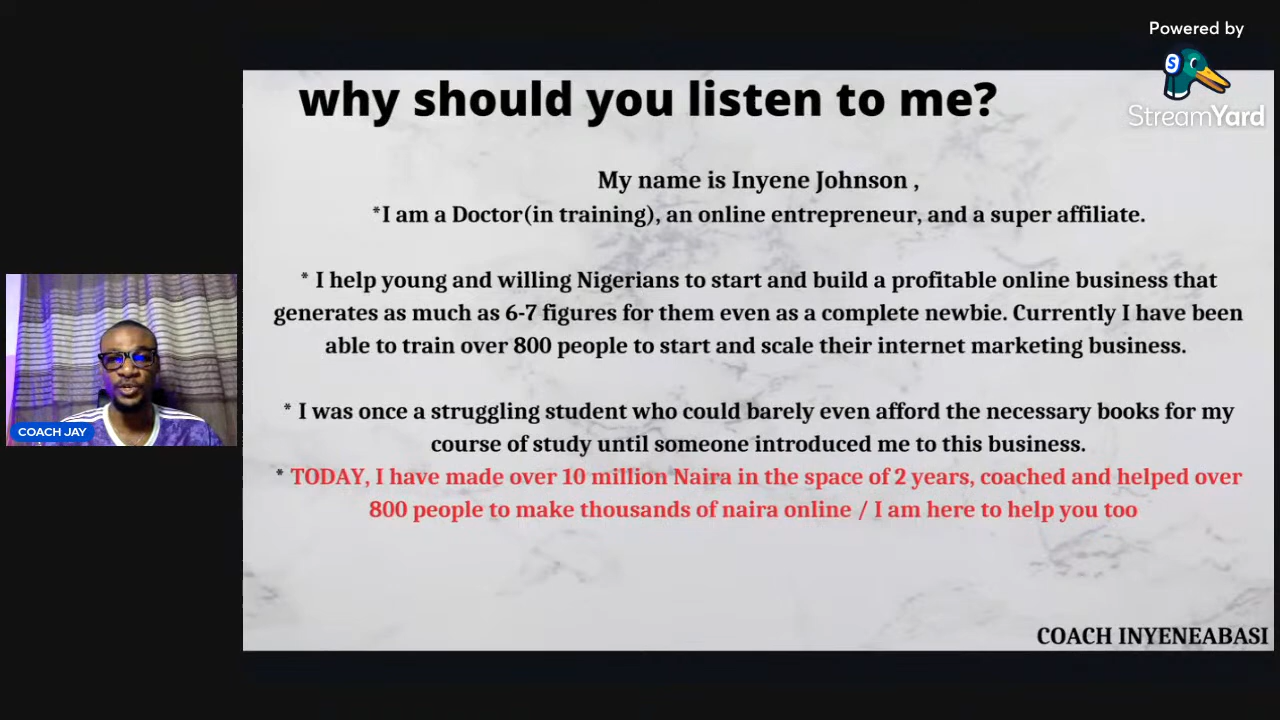 Powered by
StreamYard
why should you listen to me?
My name is Inyene Johnson ,
*I am a Doctor(in training), an online entrepreneur, and a super affiliate.
* I help young and willing Nigerians to start and build a profitable online business that
generates as much as 6-7 figures for them even as a complete newbie. Currently I have been
able to train over 800 people to start and scale their internet marketing business.
* I was once a struggling student who could barely even afford the necessary books for my
course of study until someone introduced me to this business.
* TODAY, I have made over 10 million Naira in the space of 2 years, coached and helped over
800 people to make thousands of naira online / I am here to help you too
COACH JAY
COACH INYENEABASI